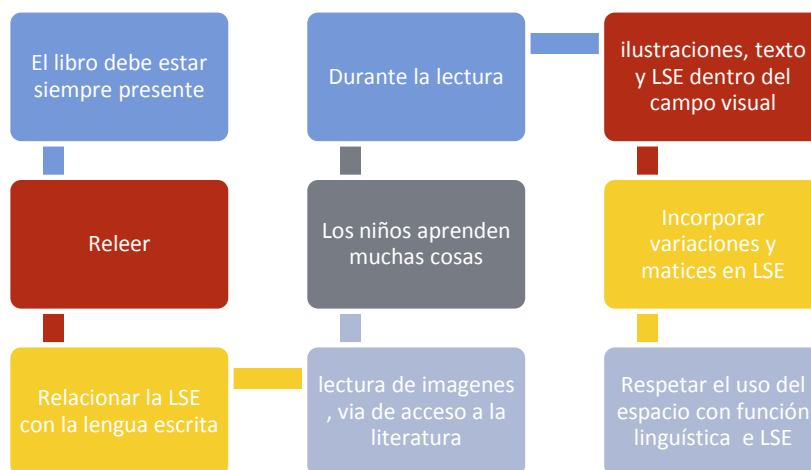 El libro debe estar
siempre presente
Releer
Relacionar la LSE
con la lengua escrita
lectura de imagenes
, via de acceso a la
literatura
Los niños aprenden
muchas cosas
Durante la lectura
ilustraciones, texto
y LSE dentro del
campo visual
Incorporar
variaciones y
matices en LSE
Respetar el uso del
espacio con función
linguística e LSE